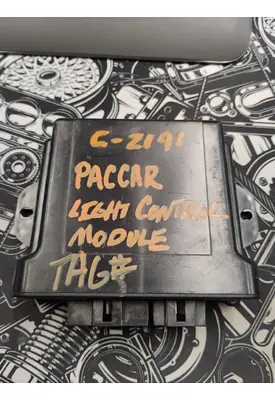 C-2191
PACCAR
LIGHT CONTROL
MODULE
TAG#